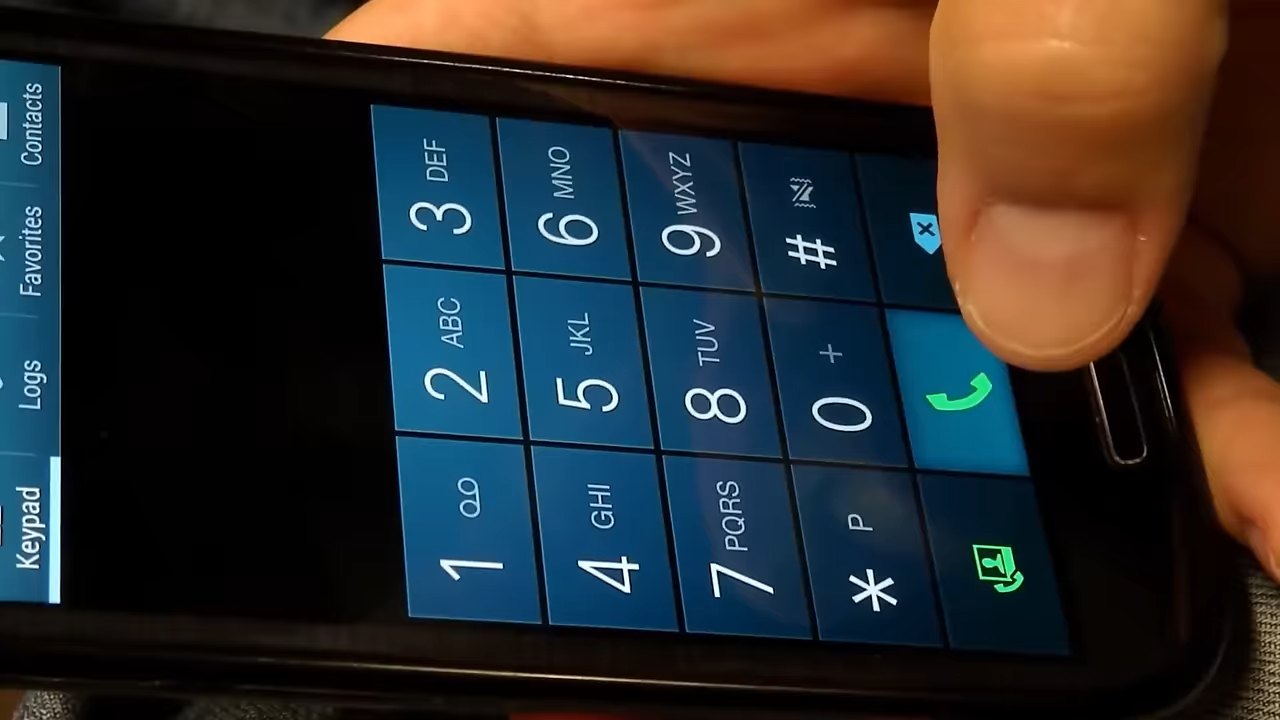 Keypad Logs Favorites Contacts
1 2 ABC 3 DEF
4 GHI 5 JKL 6 MNO
7 PQRS 8 TUV 9 WXYZ
* P 0 + #